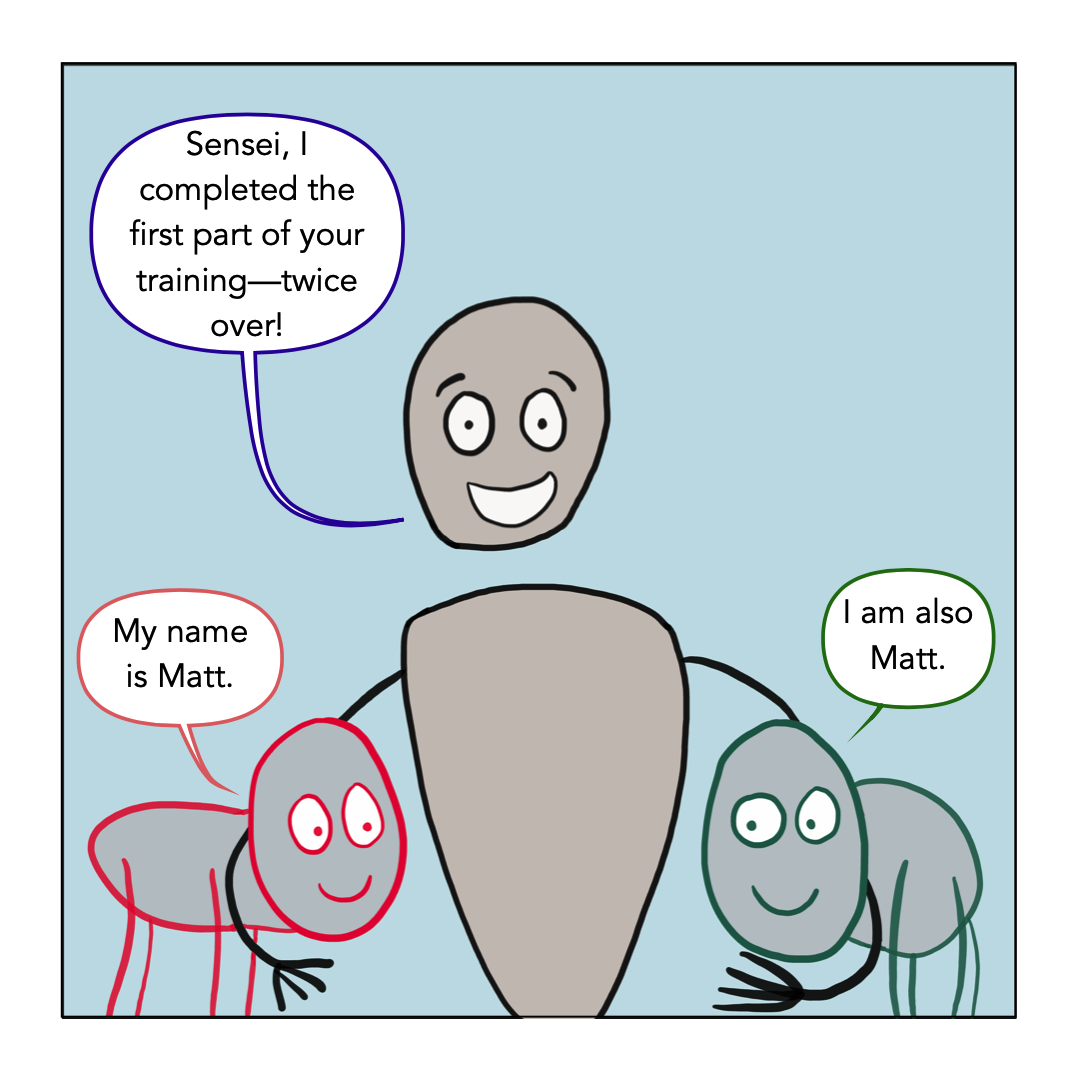 Sensei, I
completed the
first part of your
training—twice
over!
My name
is Matt.
I am also
Matt.